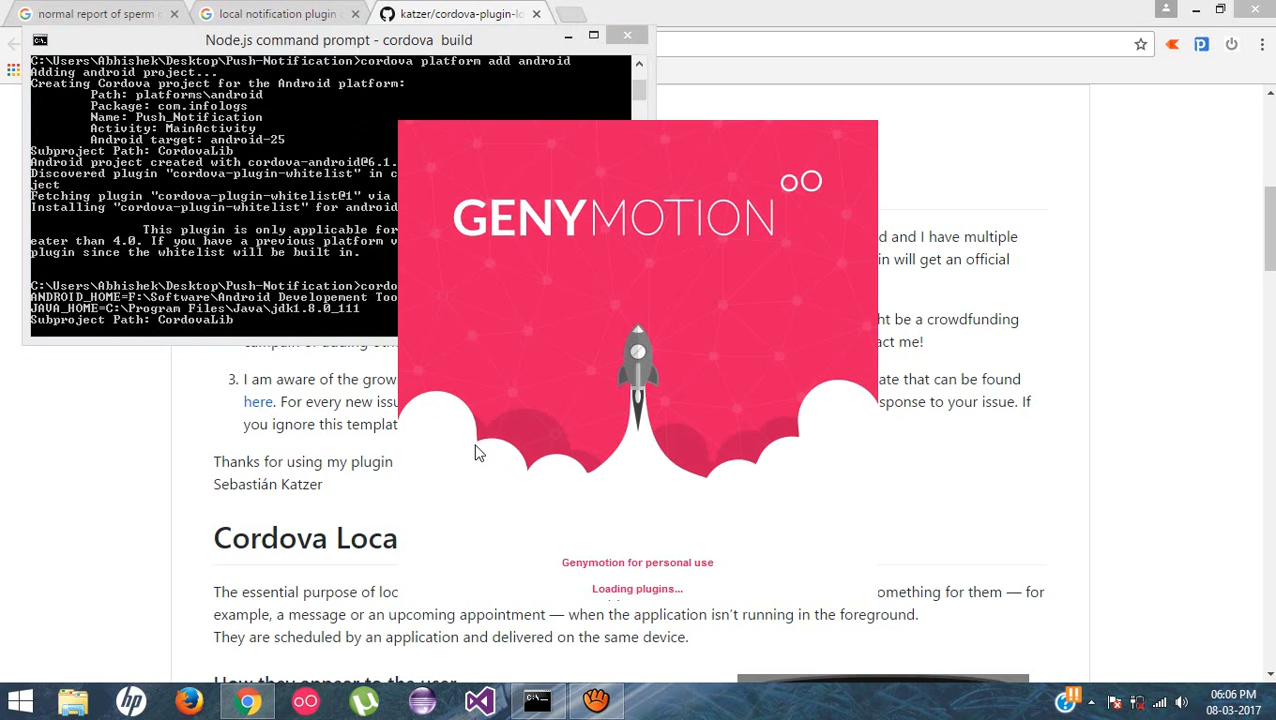 normal report of sperm c
local notification plugin c
katzer/cordova-plugin-lo
Node.js command prompt - cordova build
C:\Users\Abhishek\Desktop\Push-Notification>cordova platform add android
Adding android project...
Creating Cordova project for the Android platform:
Path: platforms\android
Package: com.infologs
Name: Push_Notification
Activity: MainActivity
Android target: android-25
Subproject Path: CordovaLib
Android project created with cordova-android@6.1.
Discovered plugin "cordova-plugin-whitelist" in c
ject
Fetching plugin "cordova-plugin-whitelist@1" via
Installing "cordova-plugin-whitelist" for android
This plugin is only applicable for
eater than 4.0. If you have a previous platform v
plugin since the whitelist will be built in.
C:\Users\Abhishek\Desktop\Push-Notification>cordo
ANDROID_HOME=F:\Software\Android Developement Too
JAVA_HOME=C:\Program Files\Java\jdk1.8.0_111
Subproject Path: CordovaLib
GENYMOTION
d and I have multiple
in will get an official
ht be a crowdfunding
act me!
3. I am aware of the grow
ate that can be found
here. For every new issu
esponse to your issue. If
you ignore this templat
Thanks for using my plugin
Sebastián Katzer
Cordova Loca
Genymotion for personal use
Loading plugins...
The essential purpose of loc
omething for them — for
example, a message or an upcoming appointment — when the application isn't running in the foreground.
They are scheduled by an application and delivered on the same device.
How they appear to the user
06:06 PM
08-03-2017